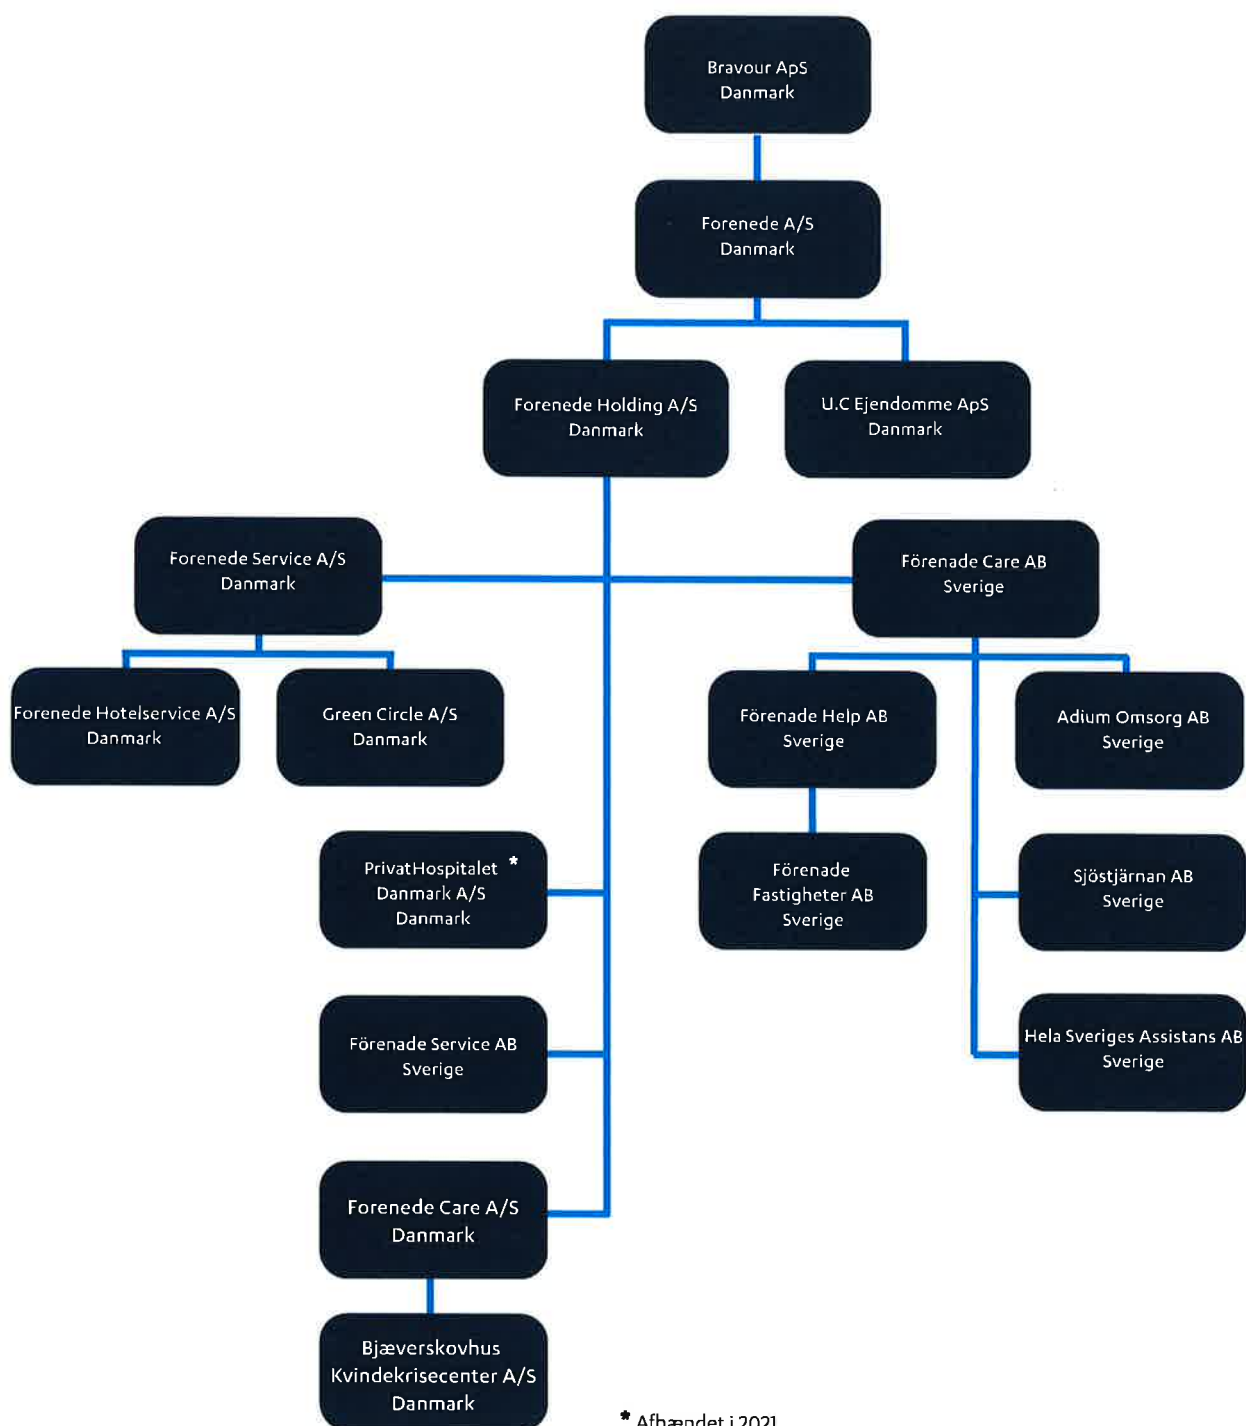 Bravour ApS
Danmark
Forenede A/S
Danmark
Forenede Holding A/S
Danmark
U.C Ejendomme ApS
Danmark
Forenede Service A/S
Danmark
Förenade Care AB
Sverige
Forenede Hotelservice A/S
Danmark
Green Circle A/S
Danmark
Förenade Help AB
Sverige
Adium Omsorg AB
Sverige
PrivatHospitalet *
Danmark A/S
Danmark
Förenade
Fastigheter AB
Sverige
Sjöstjärnan AB
Sverige
Förenade Service AB
Sverige
Hela Sveriges Assistans AB
Sverige
Forenede Care A/S
Danmark
Bjæverskovhus
Kvindekrisecenter A/S
Danmark
* Afhændet i 2021